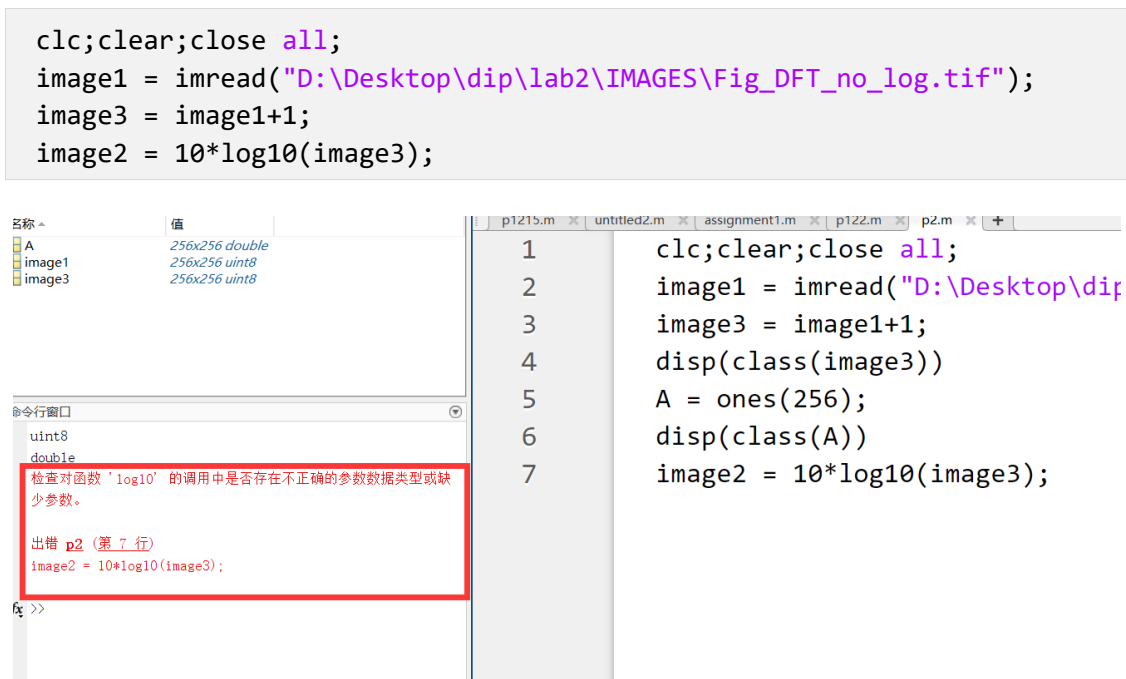 clc;clear;close all;
image1 = imread("D:\Desktop\dip\lab2\IMAGES\Fig_DFT_no_log.tif");
image3 = image1+1;
image2 = 10*log10(image3);
名称 值
A 256x256 double
image1 256x256 uint8
image3 256x256 uint8
命令行窗口
uint8
double
检查对函数 'log10' 的调用中是否存在不正确的参数数据类型或缺
少参数。
出错 p2 (第 7 行)
image2 = 10*log10(image3);
fx >>
p1215.m untitled2.m assignment1.m p122.m p2.m +
1 clc;clear;close all;
2 image1 = imread("D:\Desktop\dip
3 image3 = image1+1;
4 disp(class(image3))
5 A = ones(256);
6 disp(class(A))
7 image2 = 10*log10(image3);